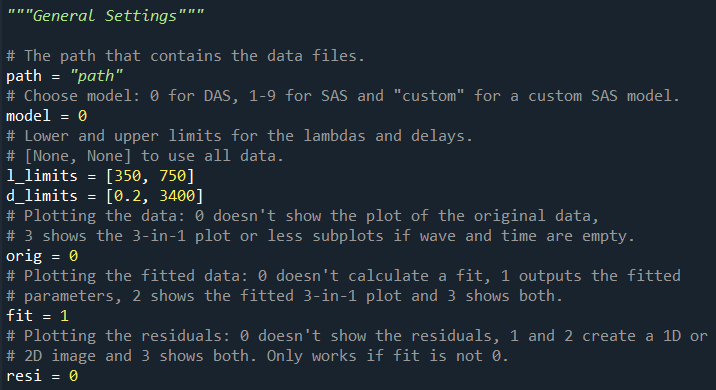 """General Settings"""
# The path that contains the data files.
path = "path"
# Choose model: 0 for DAS, 1-9 for SAS and "custom" for a custom SAS model.
model = 0
# Lower and upper limits for the lambdas and delays.
# [None, None] to use all data.
l_limits = [350, 750]
d_limits = [0.2, 3400]
# Plotting the data: 0 doesn't show the plot of the original data,
# 3 shows the 3-in-1 plot or less subplots if wave and time are empty.
orig = 0
# Plotting the fitted data: 0 doesn't calculate a fit, 1 outputs the fitted
# parameters, 2 shows the fitted 3-in-1 plot and 3 shows both.
fit = 1
# Plotting the residuals: 0 doesn't show the residuals, 1 and 2 create a 1D or
# 2D image and 3 shows both. Only works if fit is not 0.
resi = 0